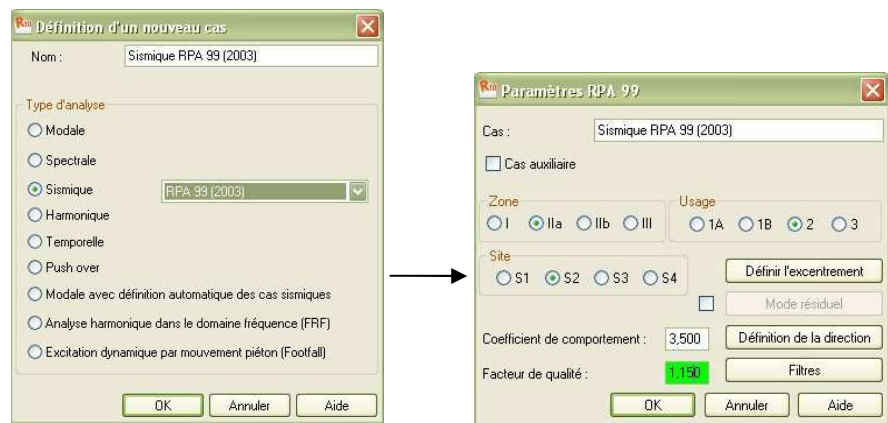 R10 Définition d'un nouveau cas
Nom : Sismique RPA 99 (2003)
Type d'analyse
Modale
Spectrale
Sismique RPA 99 (2003)
Harmonique
Temporelle
Push over
Modale avec définition automatique des cas sismiques
Analyse harmonique dans le domaine fréquence (FRF)
Excitation dynamique par mouvement piéton (Footfall)
OK Annuler Aide
R10 Paramètres RPA 99
Cas : Sismique RPA 99 (2003)
Cas auxiliaire
Zone
I IIa IIb III
Usage
1A 1B 2 3
Site
S1 S2 S3 S4
Définir l'excentrement
Mode résiduel
Coefficient de comportement : 3,500 Définition de la direction
Facteur de qualité : 1,150 Filtres
OK Annuler Aide